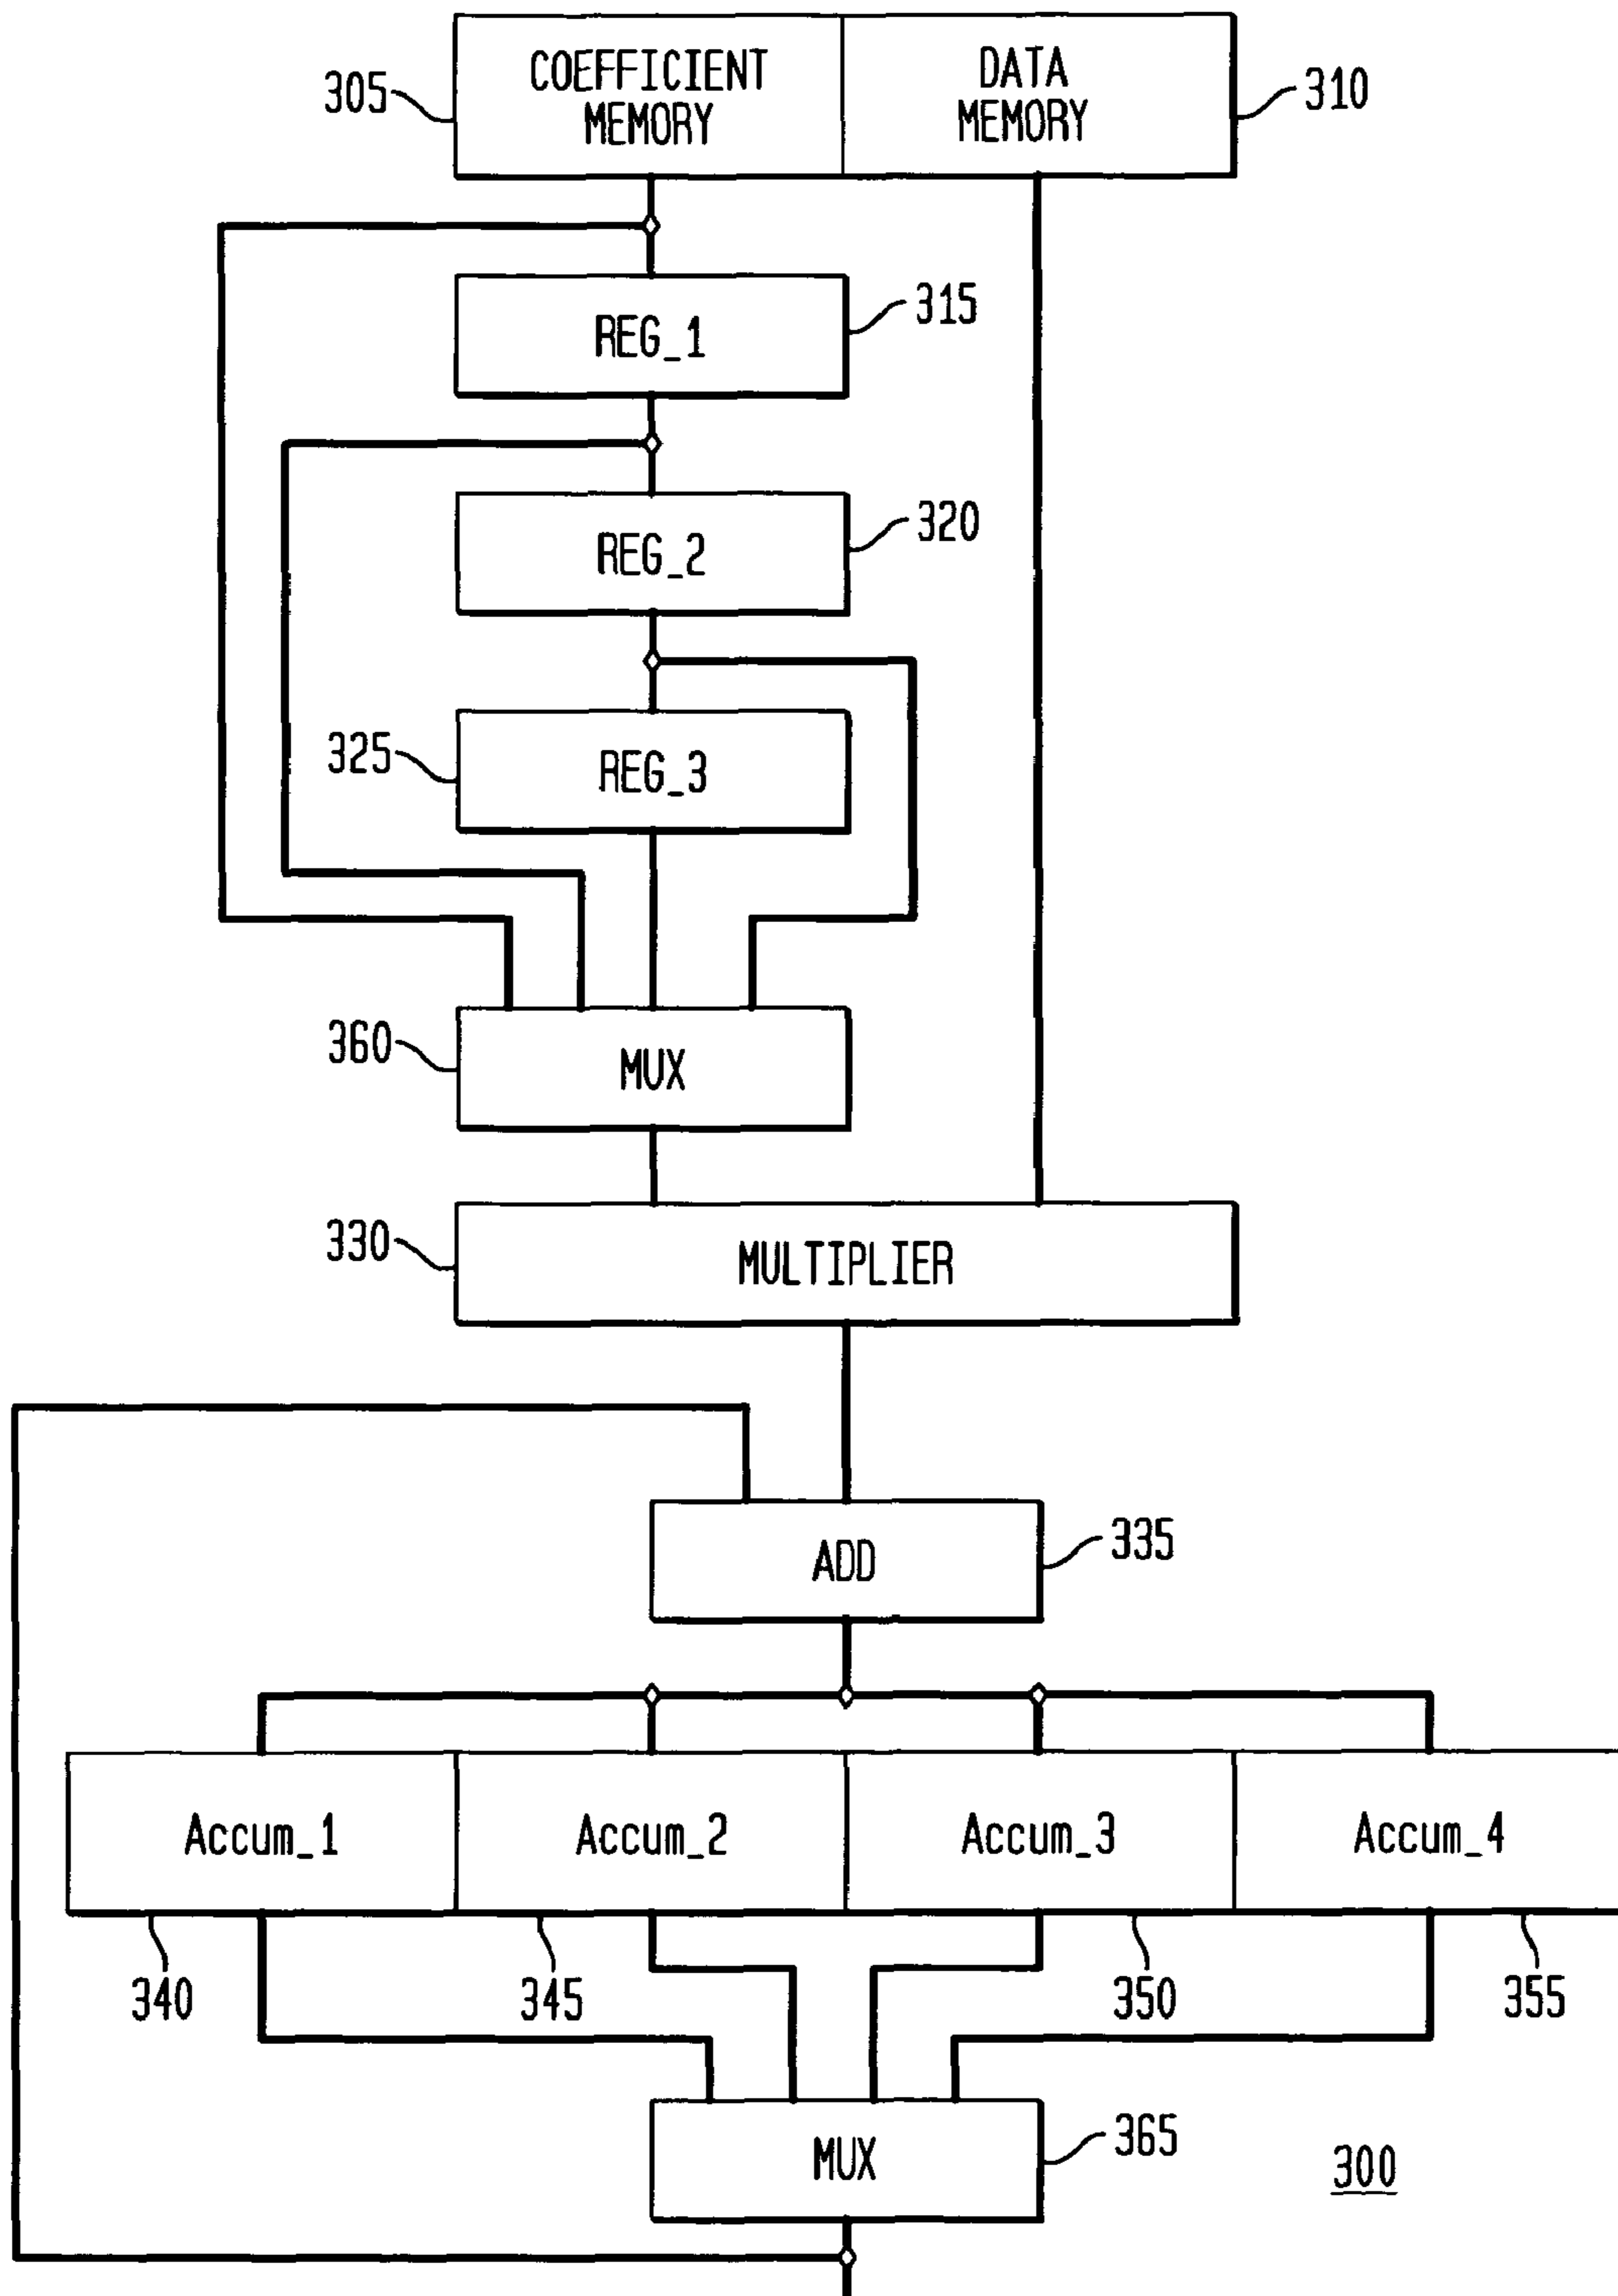 COEFFICIENT
MEMORY
DATA
MEMORY
305
310
REG_1
315
REG_2
320
REG_3
325
MUX
360
MULTIPLIER
330
ADD
335
Accum_1
Accum_2
Accum_3
Accum_4
340
345
350
355
MUX
365
300